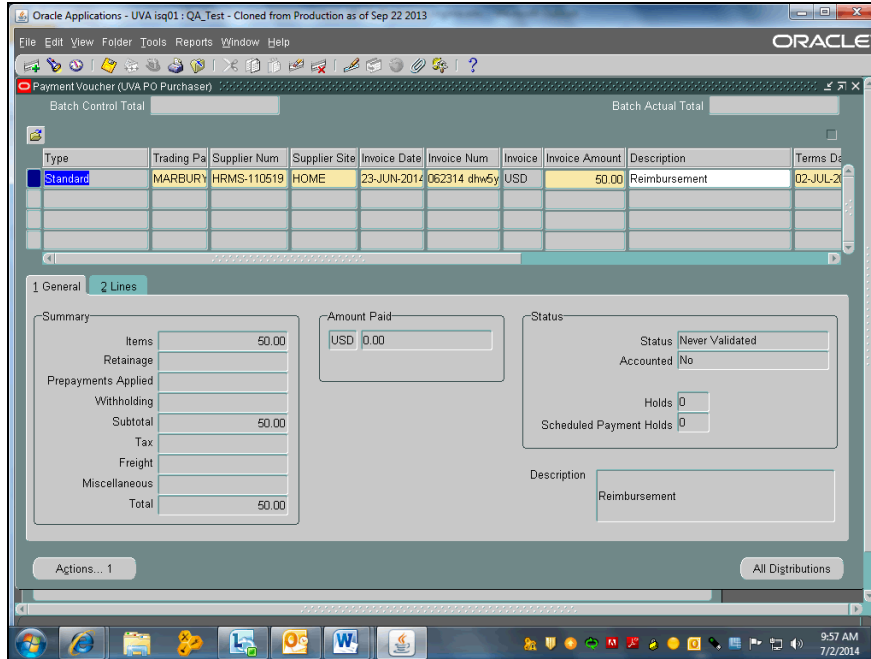 Oracle Applications - UVA isq01 : QA_Test - Cloned from Production as of Sep 22 2013
File Edit View Folder Tools Reports Window Help
ORACLE
Payment Voucher (UVA PO Purchaser)
Batch Control Total Batch Actual Total
Type Trading Pa Supplier Num Supplier Site Invoice Date Invoice Num Invoice Invoice Amount Description Terms Da
Standard MARBURY HRMS-110519 HOME 23-JUN-2014 062314 dhw5y USD 50.00 Reimbursement 02-JUL-20
1 General 2 Lines
Summary Amount Paid Status
Items 50.00 USD 0.00 Status Never Validated
Retainage Accounted No
Prepayments Applied
Withholding Holds 0
Subtotal 50.00 Scheduled Payment Holds 0
Tax
Freight
Miscellaneous Description Reimbursement
Total 50.00
Actions... 1 All Distributions
9:57 AM
7/2/2014